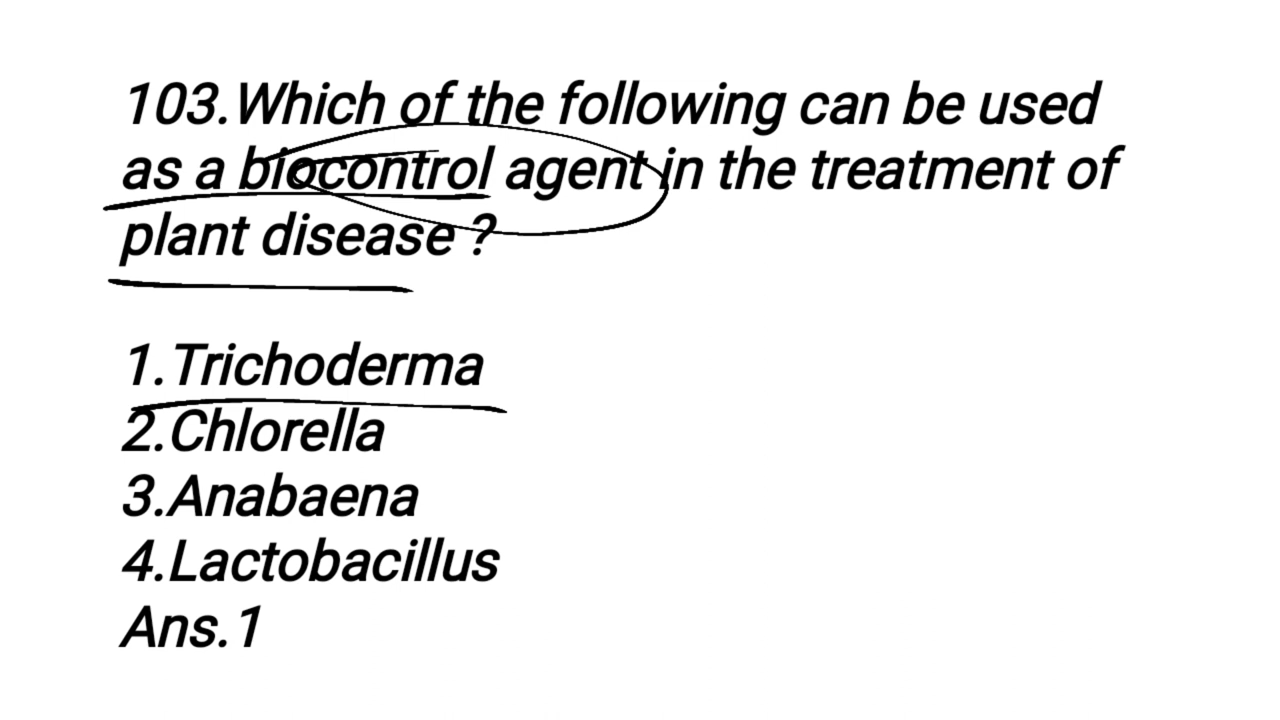 103.Which of the following can be used
as a biocontrol agent in the treatment of
plant disease ?
1.Trichoderma
2.Chlorella
3.Anabaena
4.Lactobacillus
Ans.1